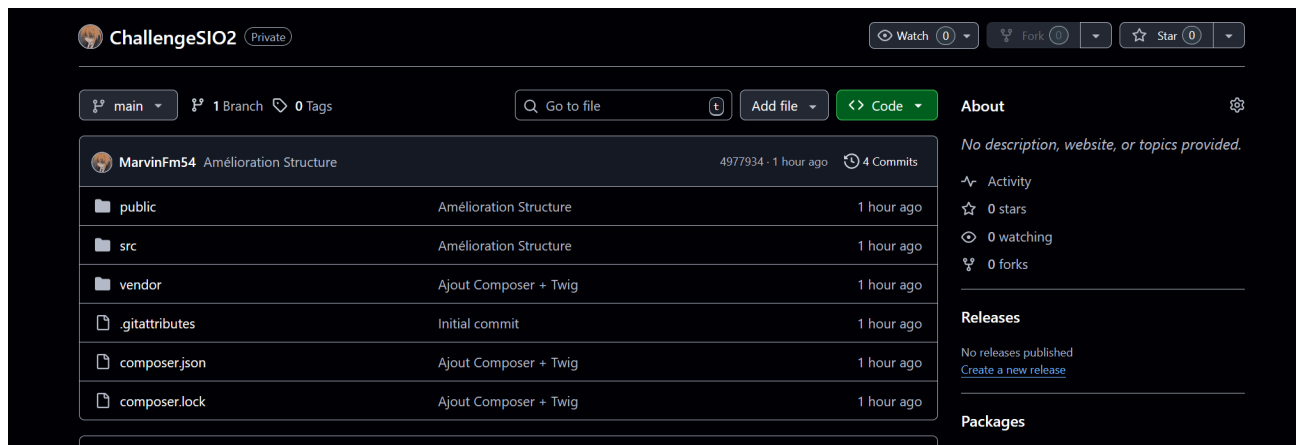 ChallengeSIO2 Private
Watch 0 Fork 0 Star 0
main 1 Branch 0 Tags Go to file t Add file <> Code
MarvinFm54 Amélioration Structure 4977934 · 1 hour ago 4 Commits
public Amélioration Structure 1 hour ago
src Amélioration Structure 1 hour ago
vendor Ajout Composer + Twig 1 hour ago
.gitattributes Initial commit 1 hour ago
composer.json Ajout Composer + Twig 1 hour ago
composer.lock Ajout Composer + Twig 1 hour ago
About
No description, website, or topics provided.
Activity
0 stars
0 watching
0 forks
Releases
No releases published
Create a new release
Packages